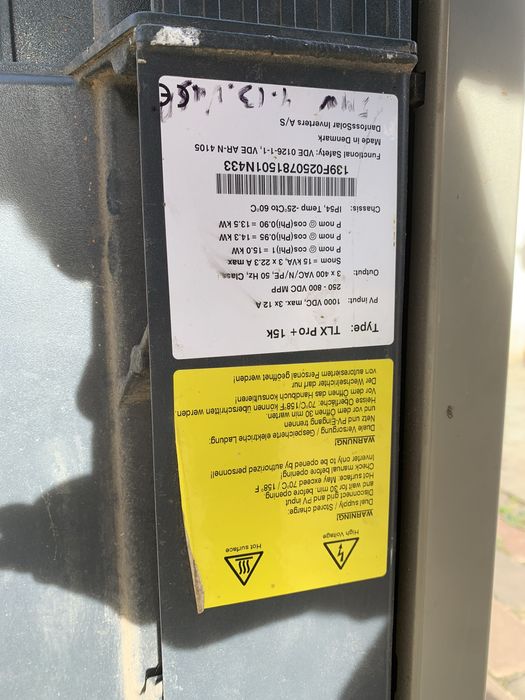 High Voltage
Hot surface
WARNING!
Dual supply / Stored charge:
Disconnect grid and PV input
and wait for 30 min. before opening
Hot surface. May exceed 70°C / 158°F
Check manual before opening!
Inverter only to be opened by authorized personnel!
WARNUNG!
Duale Versorgung / Gespeicherte elektrische Ladung:
Netz und PV-Eingang trennen
und vor dem Öffnen 30 min warten.
Heisse Oberfläche: 70°C/158°F können überschritten werden.
Vor dem Öffnen das Handbuch konsultieren!
Der Wechselrichter darf nur
von autorisiertem Personal geöffnet werden!
Type: TLX Pro + 15k
PV input: 1000 VDC, max. 3x 12 A
250 - 800 VDC MPP
Output: 3 x 400 VAC/N/PE, 50 Hz, Class I
Snom = 15 kVA, 3 x 22.3 A max
P nom @ cos(Phi)1 = 15.0 kW
P nom @ cos(Phi)0.95 = 14.3 kW
P nom @ cos(Phi)0.90 = 13.5 kW
Chassis: IP54, Temp -25°C to 60°C
139F0250781501N433
Functional Safety: VDE 0126-1-1, VDE AR-N 4105
Made in Denmark
DanfossSolar Inverters A/S